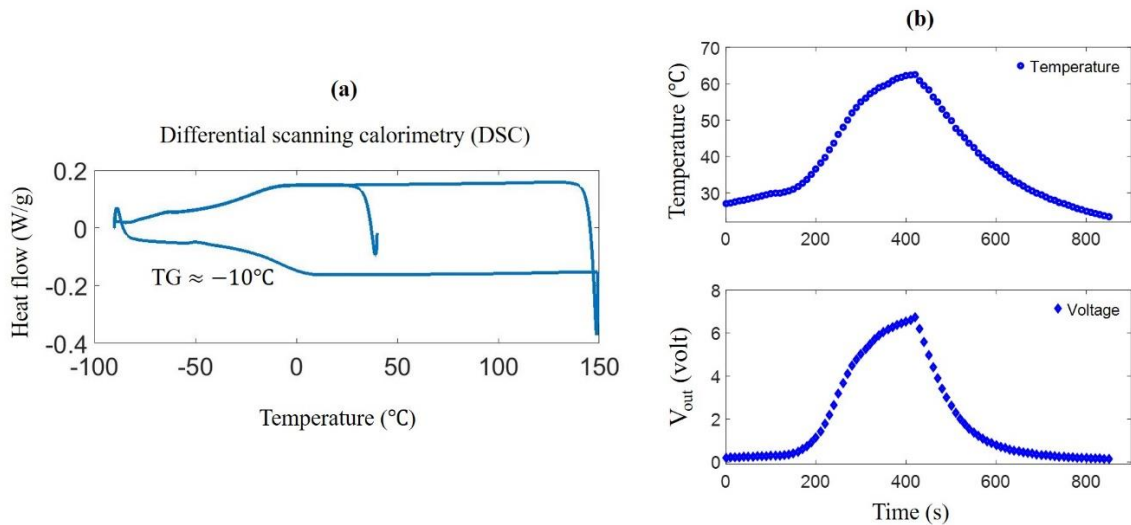 (a)
Differential scanning calorimetry (DSC)
0.2
0
-0.2
-0.4
Heat flow (W/g)
TG ≈ −10℃
-100
-50
0
50
100
150
Temperature (℃)
(b)
70
60
50
40
30
Temperature (℃)
Temperature
0
200
400
600
800
8
6
4
2
0
V_out (volt)
Voltage
0
200
400
600
800
Time (s)